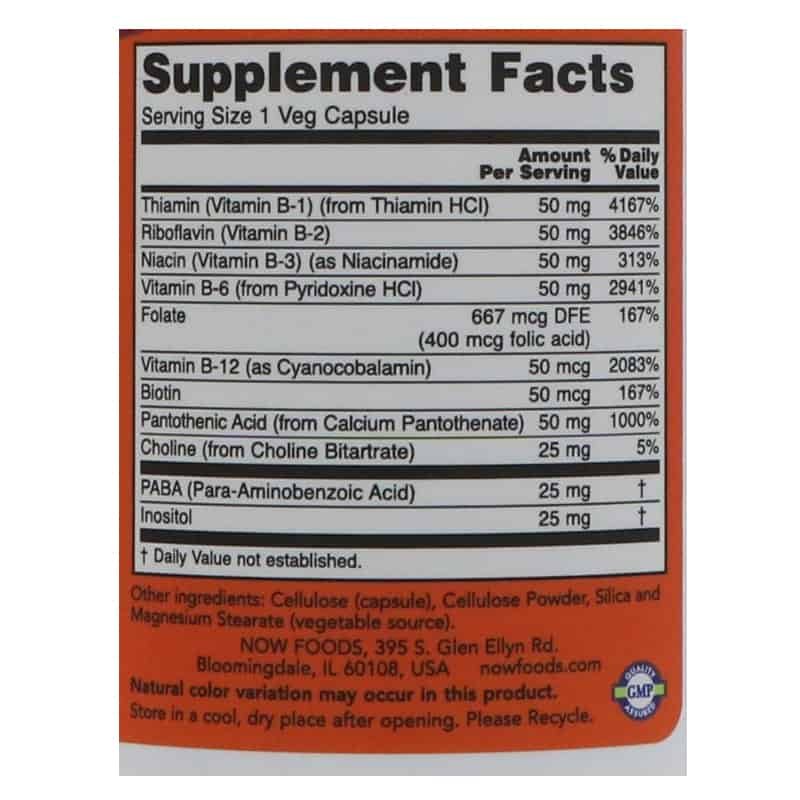 Supplement Facts
Serving Size 1 Veg Capsule
Amount Per Serving % Daily Value
Thiamin (Vitamin B-1) (from Thiamin HCl) 50 mg 4167%
Riboflavin (Vitamin B-2) 50 mg 3846%
Niacin (Vitamin B-3) (as Niacinamide) 50 mg 313%
Vitamin B-6 (from Pyridoxine HCl) 50 mg 2941%
Folate 667 mcg DFE 167%
(400 mcg folic acid)
Vitamin B-12 (as Cyanocobalamin) 50 mcg 2083%
Biotin 50 mcg 167%
Pantothenic Acid (from Calcium Pantothenate) 50 mg 1000%
Choline (from Choline Bitartrate) 25 mg 5%
PABA (Para-Aminobenzoic Acid) 25 mg †
Inositol 25 mg †
† Daily Value not established.
Other ingredients: Cellulose (capsule), Cellulose Powder, Silica and
Magnesium Stearate (vegetable source).
NOW FOODS, 395 S. Glen Ellyn Rd.
Bloomingdale, IL 60108, USA nowfoods.com
Natural color variation may occur in this product.
Store in a cool, dry place after opening. Please Recycle.
QUALITY
GMP
ASSURED